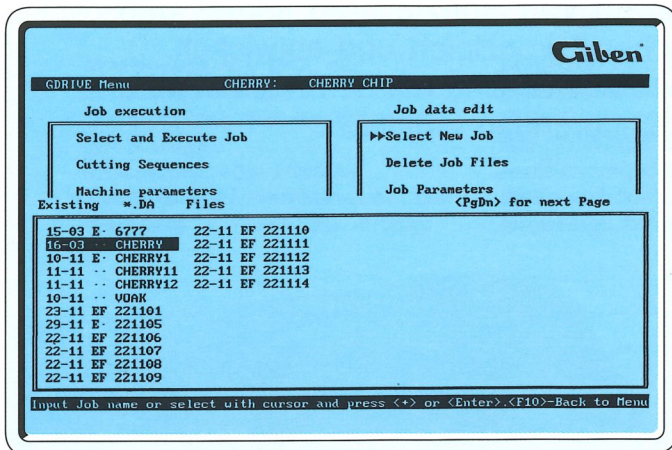 Giben
GDRIVE Menu CHERRY: CHERRY CHIP
Job execution Job data edit
Select and Execute Job ►►Select New Job
Cutting Sequences Delete Job Files
Machine parameters Job Parameters
Existing *.DA Files <PgDn> for next Page
15-03 E· 6777 22-11 EF 221110
16-03 ·· CHERRY 22-11 EF 221111
10-11 E· CHERRY1 22-11 EF 221112
11-11 ·· CHERRY11 22-11 EF 221113
11-11 ·· CHERRY12 22-11 EF 221114
10-11 ·· VOAK
23-11 EF 221101
29-11 E· 221105
22-11 EF 221106
22-11 EF 221107
22-11 EF 221108
22-11 EF 221109
Input Job name or select with cursor and press <+> or <Enter>.<F10>-Back to Menu